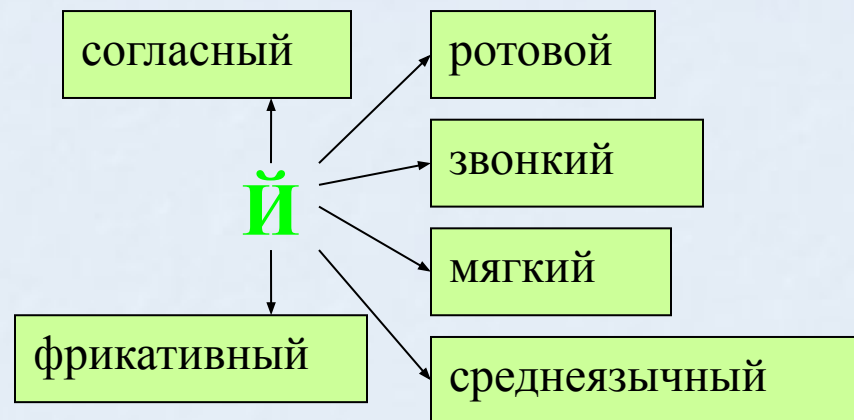 согласный
ротовой
звонкий
й
мягкий
фрикативный
среднеязычный